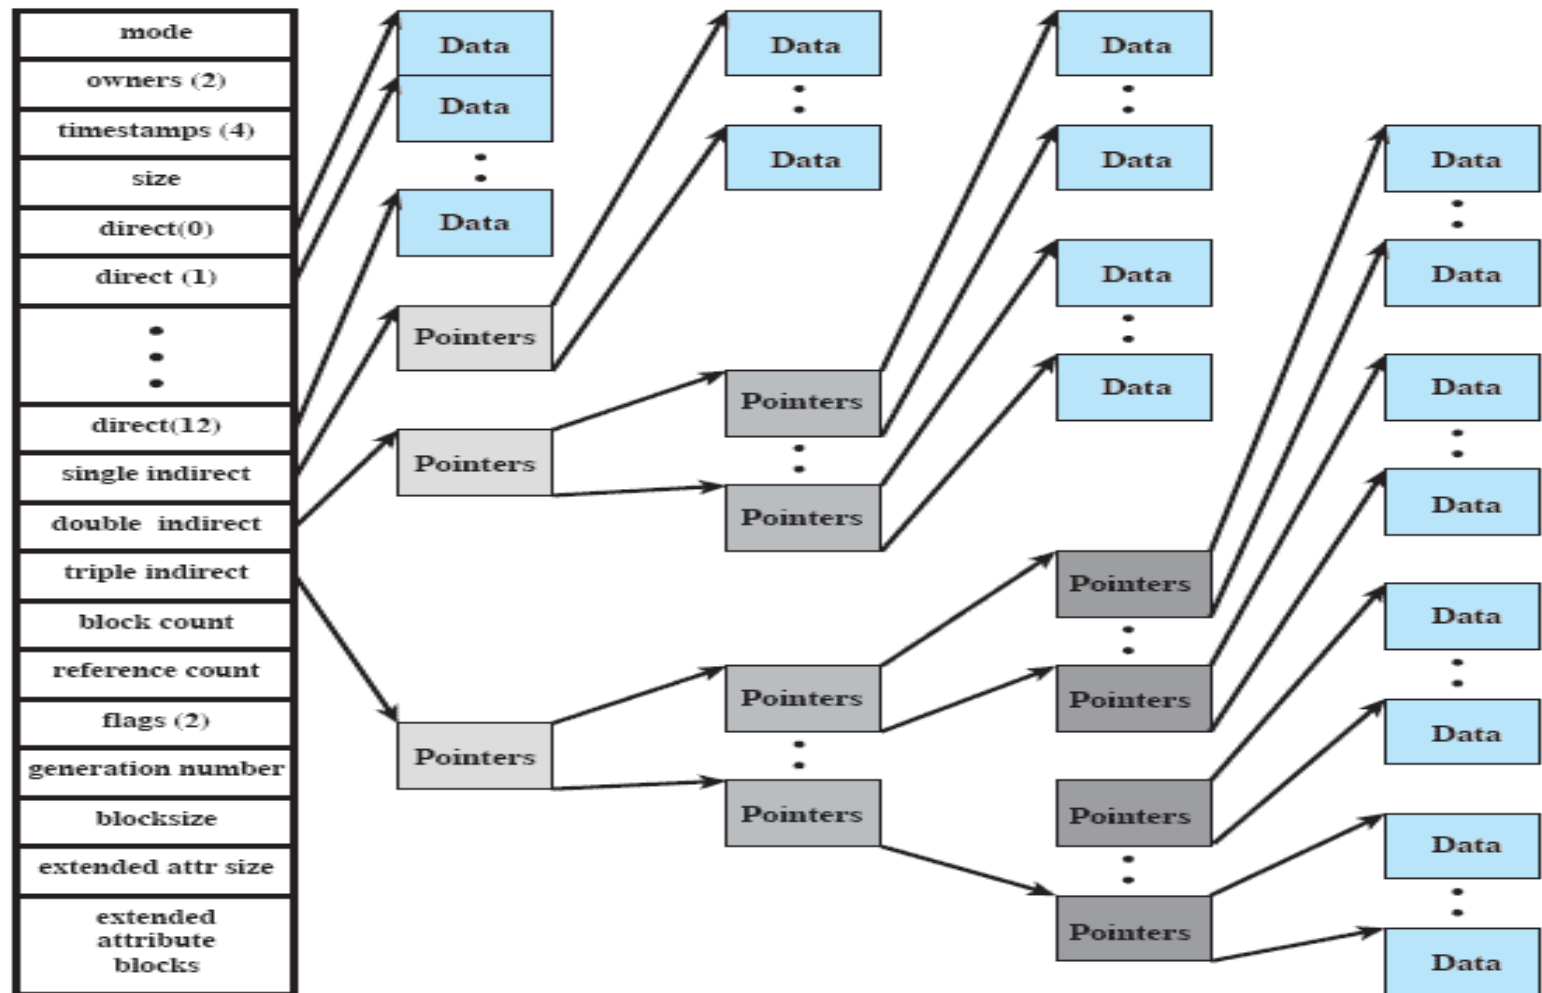 mode
owners (2)
timestamps (4)
size
direct(0)
direct (1)
direct(12)
single indirect
double indirect
triple indirect
block count
reference count
flags (2)
generation number
blocksize
extended attr size
extended
attribute
blocks
Data
Data
Data
Pointers
Pointers
Pointers
Data
Data
Pointers
Pointers
Pointers
Pointers
Data
Data
Data
Data
Pointers
Pointers
Pointers
Pointers
Data
Data
Data
Data
Data
Data
Data
Data